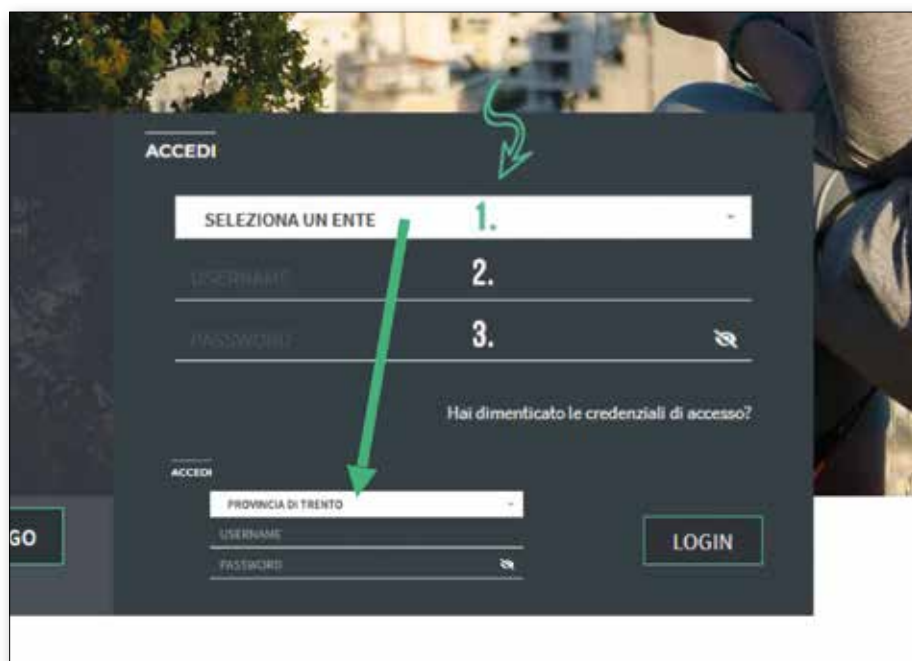 ACCEDI
SELEZIONA UN ENTE 1.
USERNAME 2.
PASSWORD 3.
Hai dimenticato le credenziali di accesso?
ACCEDI
PROVINCIA DI TRENTO
USERNAME
PASSWORD
GO
LOGIN